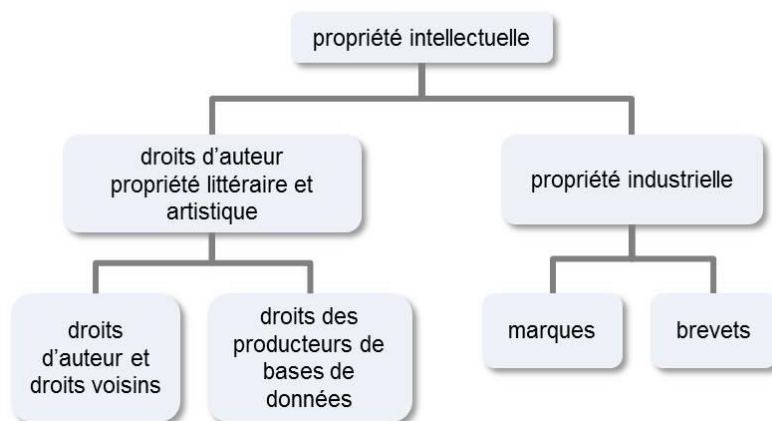 propriété intellectuelle
droits d’auteur
propriété littéraire et
artistique
propriété industrielle
droits
d’auteur et
droits voisins
droits des
producteurs de
bases de
données
marques
brevets